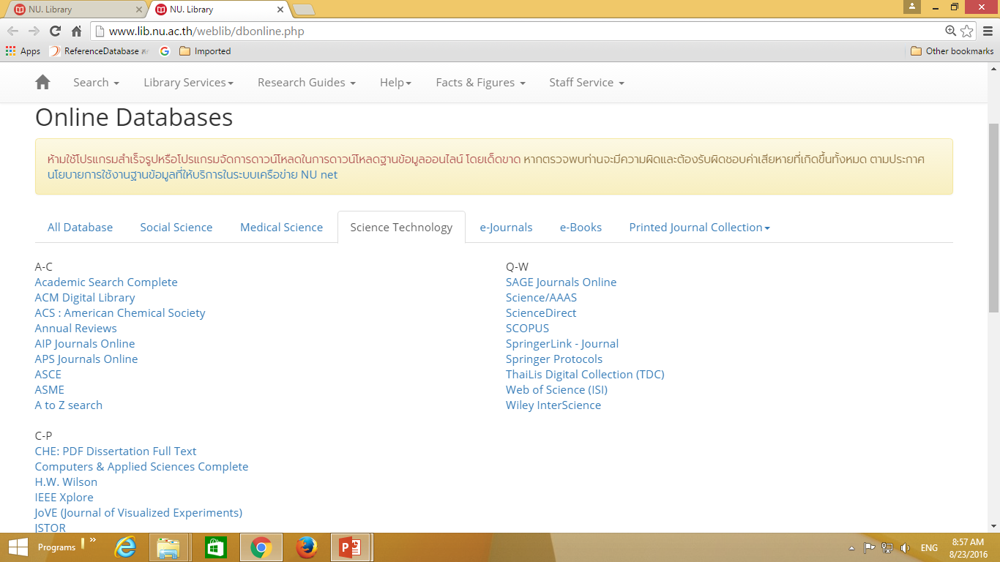 NU. Library
NU. Library
www.lib.nu.ac.th/weblib/dbonline.php
Apps
ReferenceDatabase
Imported
Other bookmarks
Search
Library Services
Research Guides
Help
Facts & Figures
Staff Service
Online Databases
ห้ามใช้โปรแกรมสำเร็จรูปหรือโปรแกรมจัดการดาวน์โหลดในการดาวน์โหลดฐานข้อมูลออนไลน์ โดยเด็ดขาด หากตรวจพบท่านจะมีความผิดและต้องรับผิดชอบค่าเสียหายที่เกิดขึ้นทั้งหมด ตามประกาศ
นโยบายการใช้งานฐานข้อมูลที่ให้บริการในระบบเครือข่าย NU net
All Database
Social Science
Medical Science
Science Technology
e-Journals
e-Books
Printed Journal Collection
A-C
Academic Search Complete
ACM Digital Library
ACS : American Chemical Society
Annual Reviews
AIP Journals Online
APS Journals Online
ASCE
ASME
A to Z search
C-P
CHE: PDF Dissertation Full Text
Computers & Applied Sciences Complete
H.W. Wilson
IEEE Xplore
JoVE (Journal of Visualized Experiments)
JSTOR
Q-W
SAGE Journals Online
Science/AAAS
ScienceDirect
SCOPUS
SpringerLink - Journal
Springer Protocols
ThaiLis Digital Collection (TDC)
Web of Science (ISI)
Wiley InterScience
Programs
ENG
8:57 AM
8/23/2016